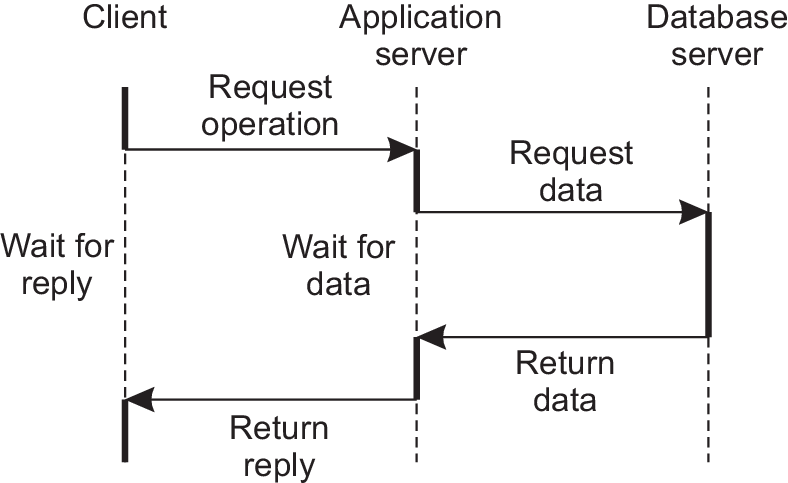 Client
Application
server
Database
server
Request
operation
Request
data
Wait for
reply
Wait for
data
Return
data
Return
reply